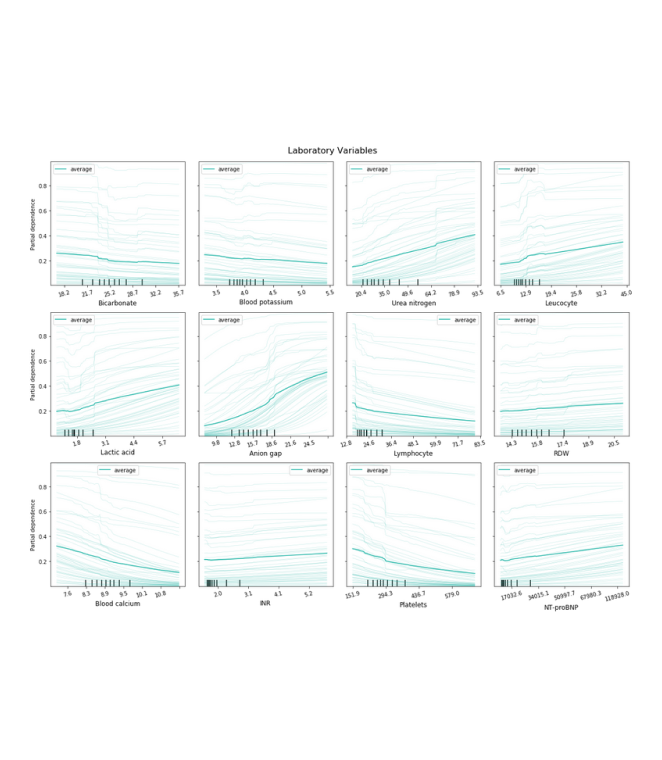 Laboratory Variables
average
average
average
average
Partial dependence
0.8
0.6
0.4
0.2
18.2 21.7 25.2 28.7 32.2 35.7
3.5 4.0 4.5 5.0 5.5
20.4 35.0 49.6 64.2 78.9 93.5
6.5 12.9 19.4 25.8 32.2 45.0
Bicarbonate
Blood potassium
Urea nitrogen
Leucocyte
average
average
average
average
Partial dependence
0.8
0.6
0.4
0.2
1.8 3.1 4.4 5.7
9.8 12.8 15.7 18.6 21.6 24.5
12.8 24.6 36.4 48.1 59.9 71.7 83.5
14.3 15.8 17.4 18.9 20.5
Lactic acid
Anion gap
Lymphocyte
RDW
average
average
average
average
Partial dependence
0.8
0.6
0.4
0.2
7.6 8.3 8.9 9.5 10.1 10.8
2.0 3.1 4.1 5.2
151.9 294.3 436.7 579.0
17032.6 34015.1 50997.7 67980.3 118928.0
Blood calcium
INR
Platelets
NT-proBNP